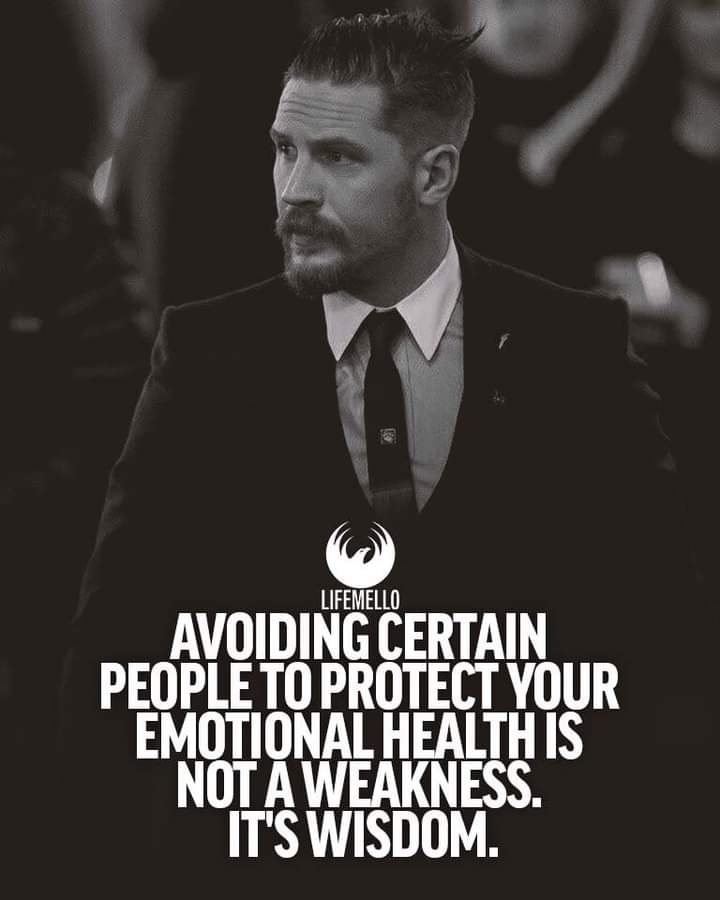 LIFEMELLO
AVOIDING CERTAIN
PEOPLE TO PROTECT YOUR
EMOTIONAL HEALTH IS
NOT A WEAKNESS.
IT'S WISDOM.